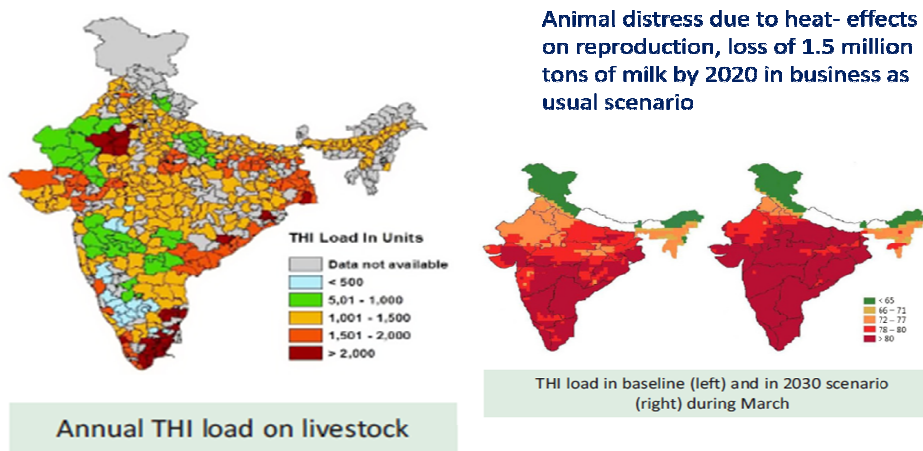 Animal distress due to heat- effects
on reproduction, loss of 1.5 million
tons of milk by 2020 in business as
usual scenario
THI Load In Units
Data not available
< 500
5,01 - 1,000
1,001 - 1,500
1,501 - 2,000
> 2,000
Annual THI load on livestock
< 65
66 – 71
72 – 77
78 – 80
> 80
THI load in baseline (left) and in 2030 scenario
(right) during March